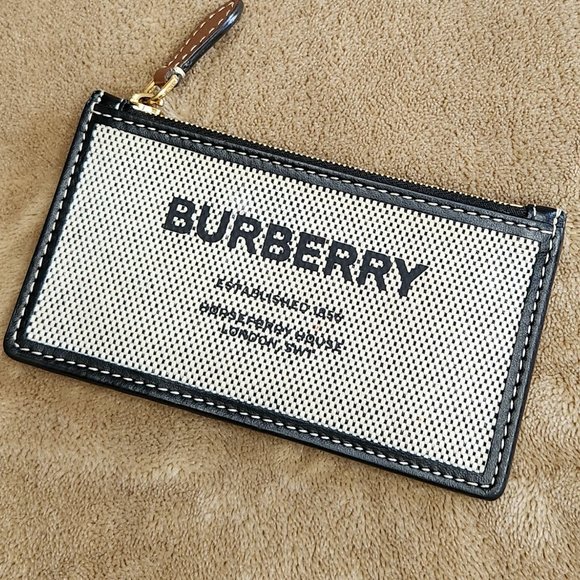 BURBERRY
ESTABLISHED 1856
HORSEFERRY HOUSE
LONDON, SW1